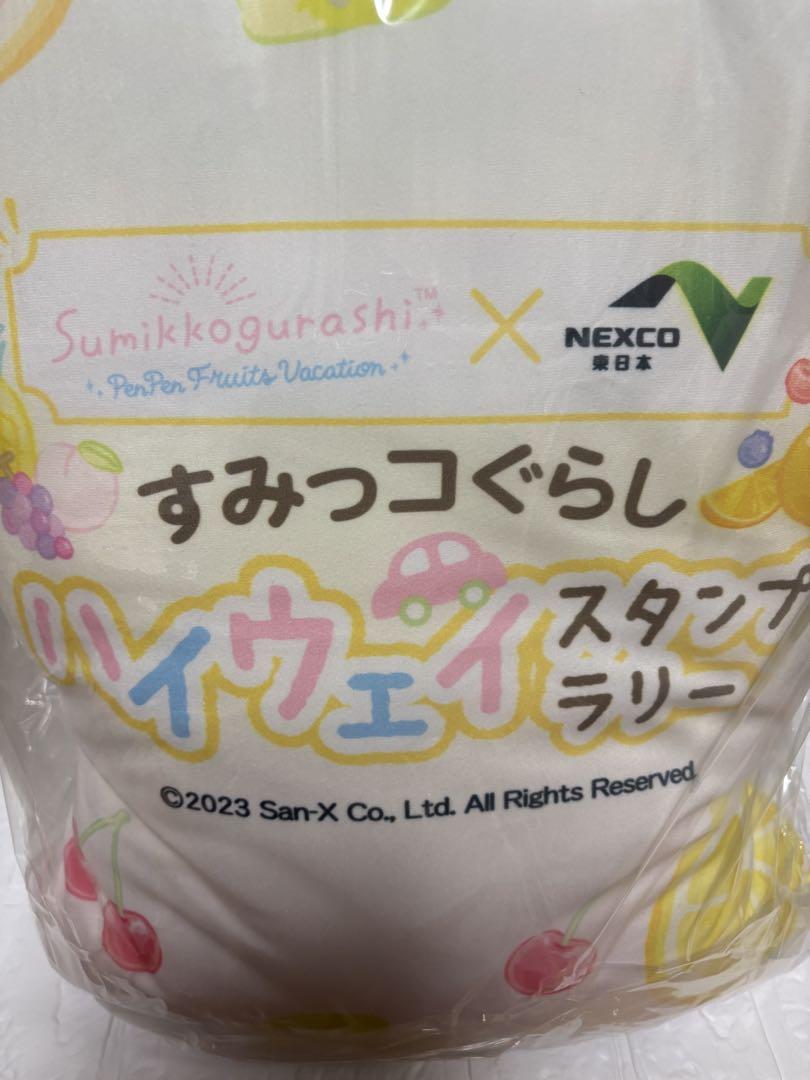 Sumikkogurashi™
PenPen Fruits Vacation
×
NEXCO
東日本
すみっコぐらし
ハイウェイ
スタンプ
ラリー
©2023 San-X Co., Ltd. All Rights Reserved.